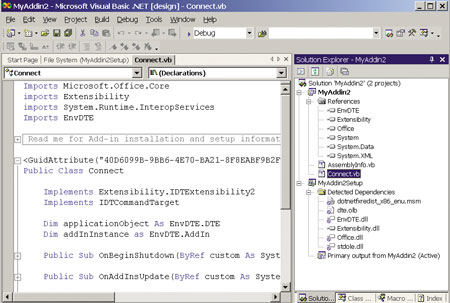 MyAddin2 - Microsoft Visual Basic .NET [design] - Connect.vb
File Edit View Project Build Debug Tools Window Help
Debug
Start Page File System (MyAddin2Setup) Connect.vb
Connect (Declarations)
Imports Microsoft.Office.Core
Imports Extensibility
Imports System.Runtime.InteropServices
Imports EnvDTE
Read me for Add-in installation and setup informat
<GuidAttribute("40D6099B-9BB6-4E70-BA21-8F8EABF9B2F
Public Class Connect
Implements Extensibility.IDTExtensibility2
Implements IDTCommandTarget
Dim applicationObject As EnvDTE.DTE
Dim addInInstance as EnvDTE.AddIn
Public Sub OnBeginShutdown(ByRef custom As Syste
Public Sub OnAddInsUpdate(ByRef custom As System
Solution Explorer - MyAddin2
Solution 'MyAddin2' (2 projects)
MyAddin2
References
EnvDTE
Extensibility
Office
System
System.Data
System.XML
AssemblyInfo.vb
Connect.vb
MyAddin2Setup
Detected Dependencies
dotnetfxredist_x86_enu.msm
dte.olb
EnvDTE.dll
Extensibility.dll
Office.dll
stdole.dll
Primary output from MyAddin2 (Active)
Solutio... Class ... Macro ... Index